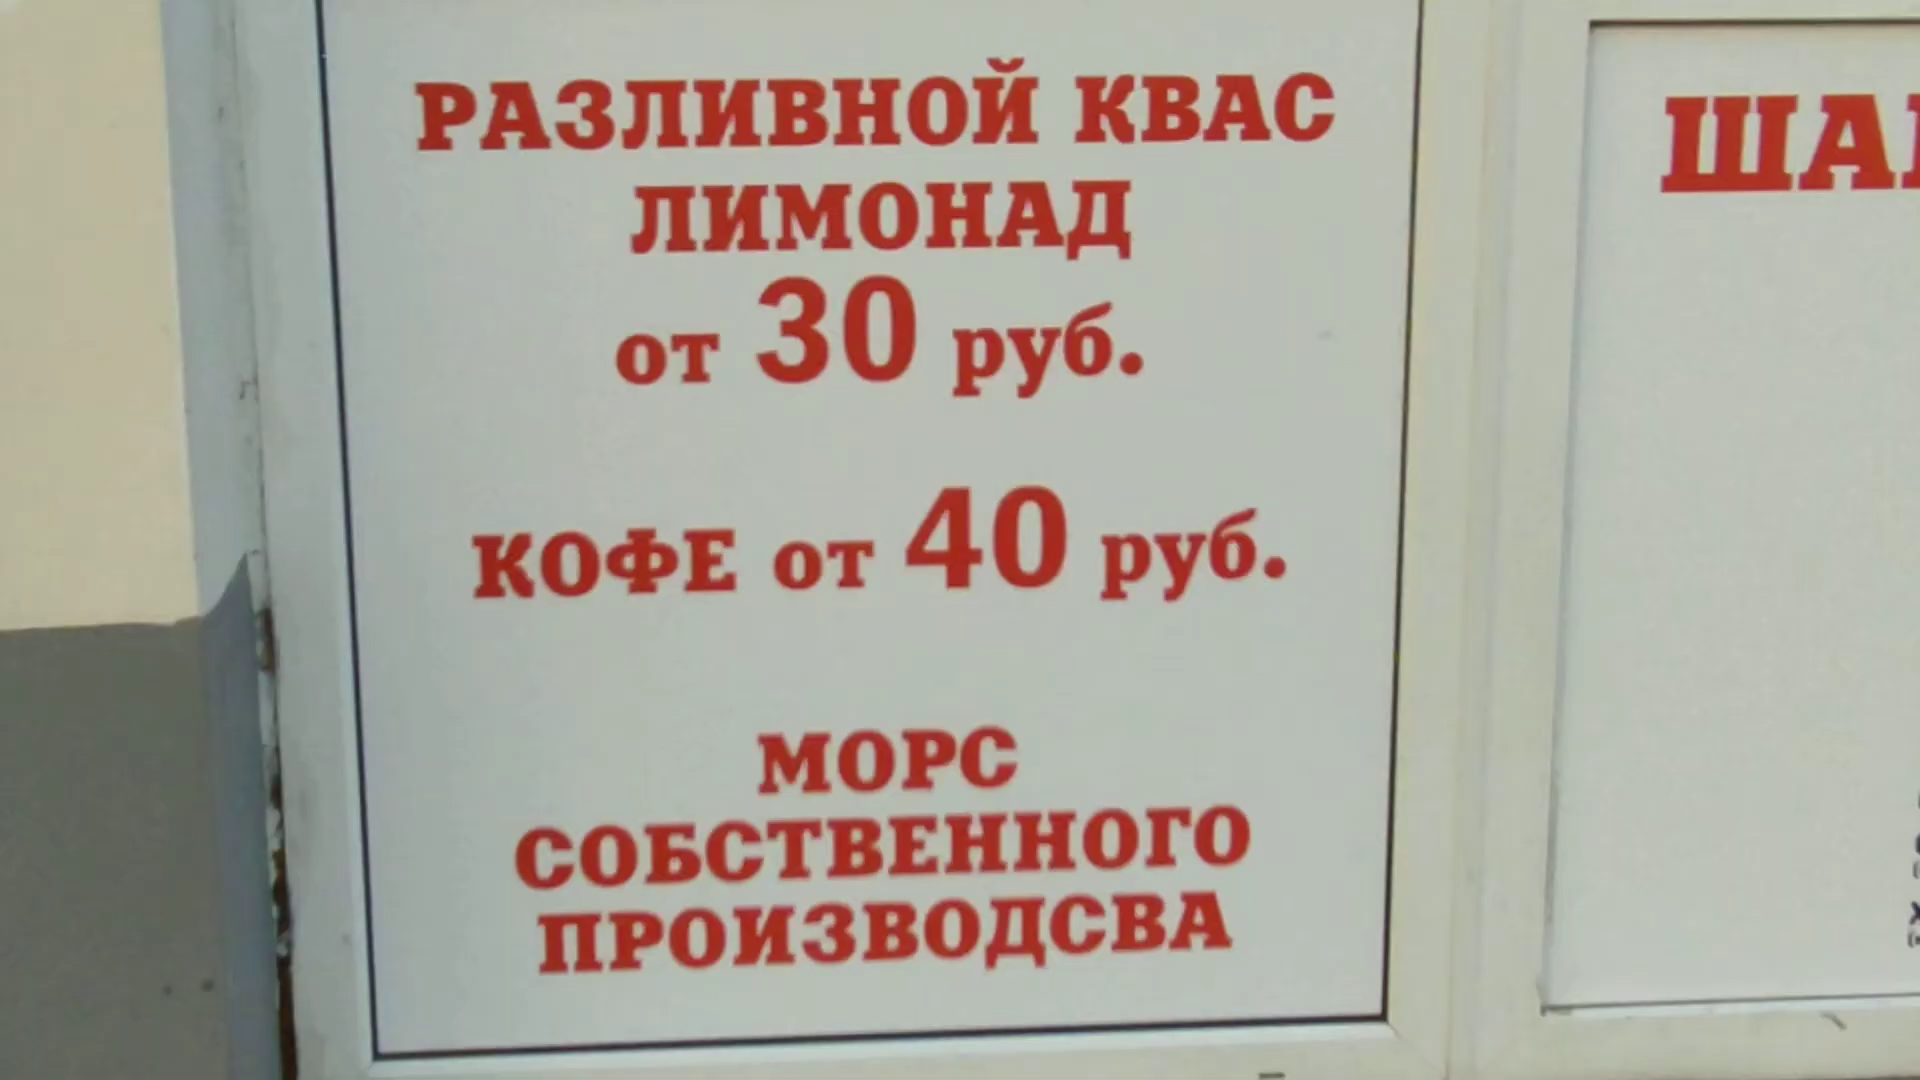 РАЗЛИВНОЙ КВАС
ЛИМОНАД
от 30 руб.
КОФЕ от 40 руб.
МОРС
СОБСТВЕННОГО
ПРОИЗВОДСВА